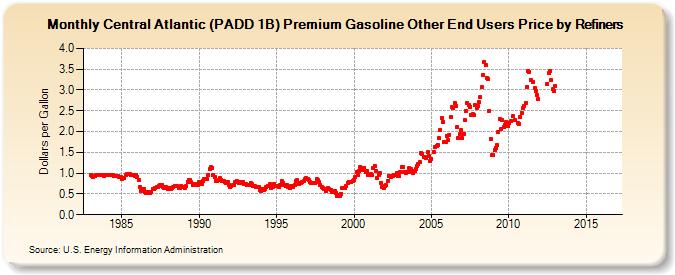 Monthly Central Atlantic (PADD 1B) Premium Gasoline Other End Users Price by Refiners
Dollars per Gallon
4.0
3.5
3.0
2.5
2.0
1.5
1.0
0.5
0.0
1985 1990 1995 2000 2005 2010 2015
Source: U.S. Energy Information Administration